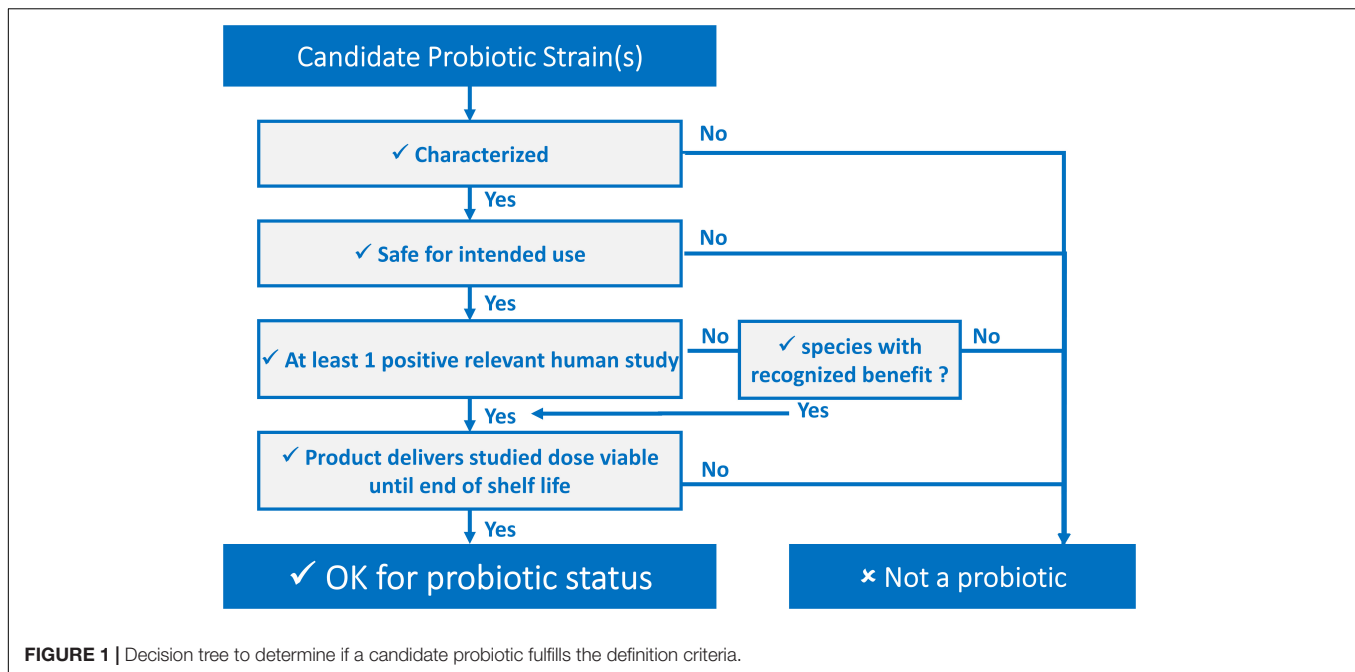 Candidate Probiotic Strain(s)
No
✓ Characterized
Yes
No
✓ Safe for intended use
Yes
No
✓ At least 1 positive relevant human study
✓ species with
recognized benefit ?
No
Yes
Yes
✓ Product delivers studied dose viable
until end of shelf life
No
Yes
✓ OK for probiotic status
✖ Not a probiotic
FIGURE 1 | Decision tree to determine if a candidate probiotic fulfills the definition criteria.